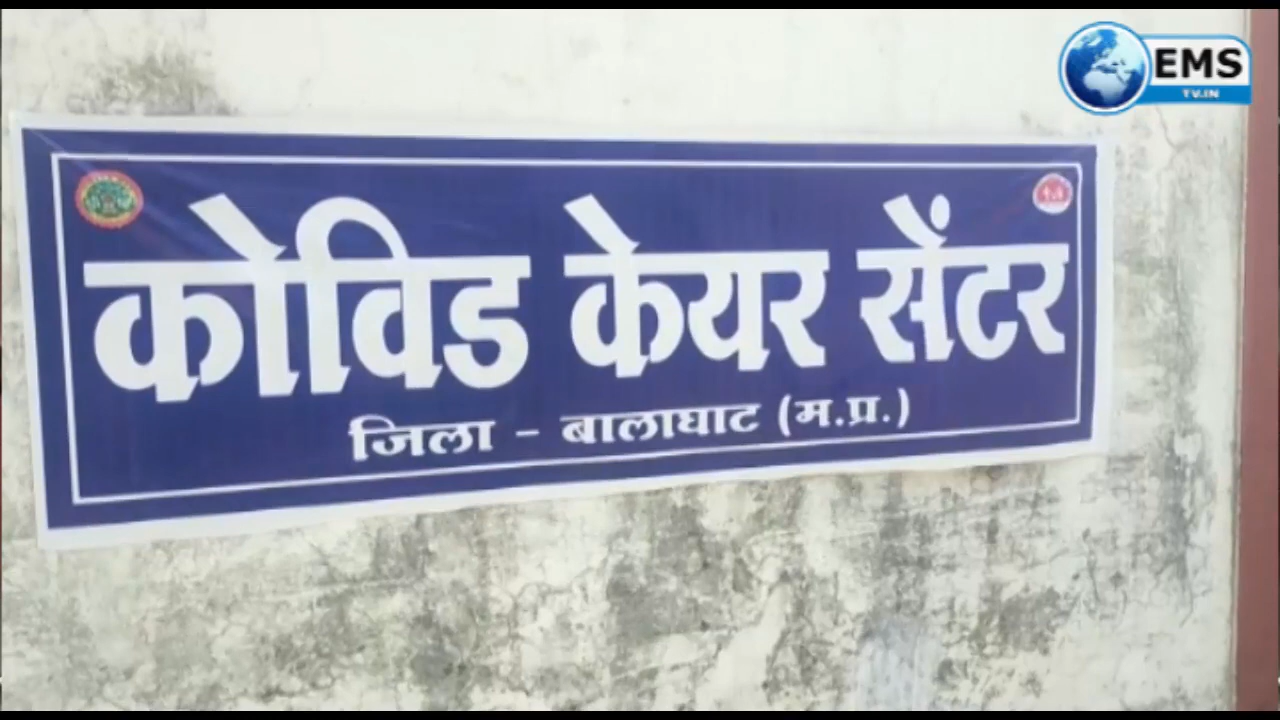 EMS
TV.IN
कोविड केयर सेंटर
जिला - बालाघाट (म.प्र.)